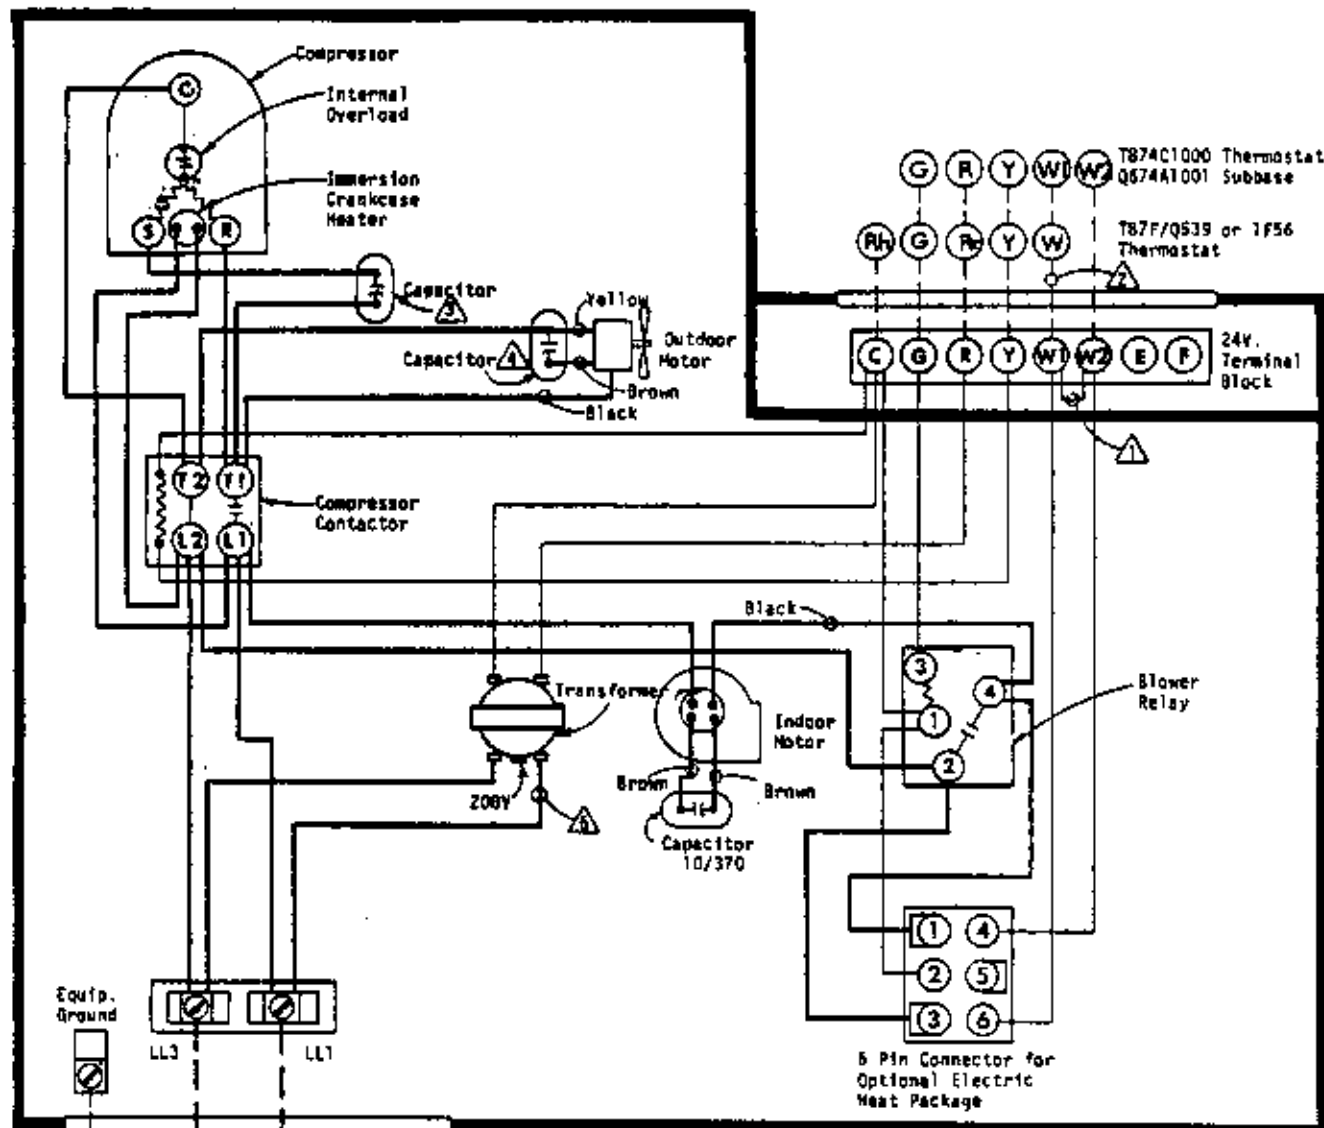 Compressor
C
Internal
Overload
Immersion
Crankcase
Heater
S
R
Capacitor
3
Yellow
Outdoor
Motor
Capacitor
4
Brown
Black
G R Y W1 W2
T874C1000 Thermostat
Q674A1001 Subbase
Rh G Rc Y W
T87F/Q539 or 1F56
Thermostat
2
C G R Y W1 W2 E F
24V.
Terminal
Block
1
T2 T1
L2 L1
Compressor
Contactor
Black
3
4
1
2
Blower
Relay
Transformer
208V
Indoor
Motor
Brown
Brown
Capacitor
10/370
1 4
2 5
3 6
6 Pin Connector for
Optional Electric
Heat Package
Equip.
Ground
LL3
LL1